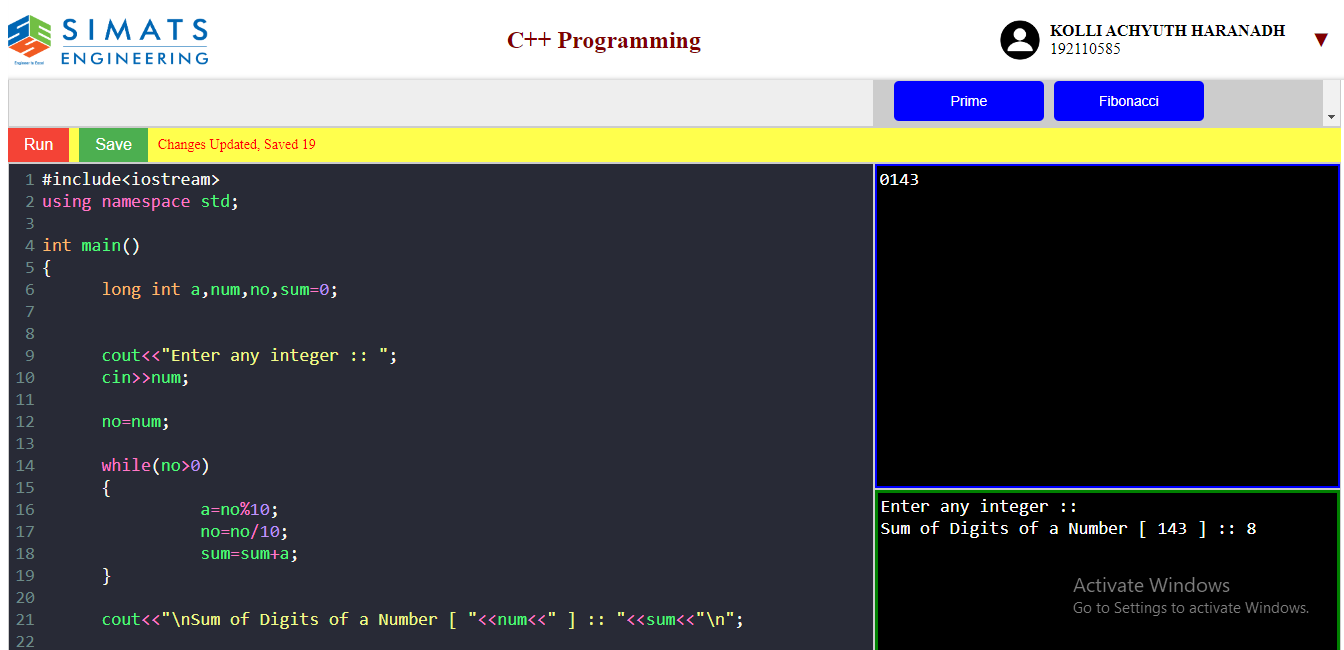 SIMATS
ENGINEERING
Engineer to Excel
C++ Programming
KOLLI ACHYUTH HARANADH
192110585
▼
Prime
Fibonacci
Run
Save
Changes Updated, Saved 19
1 #include<iostream>
2 using namespace std;
3
4 int main()
5 {
6 long int a,num,no,sum=0;
7
8
9 cout<<"Enter any integer :: ";
10 cin>>num;
11
12 no=num;
13
14 while(no>0)
15 {
16 a=no%10;
17 no=no/10;
18 sum=sum+a;
19 }
20
21 cout<<"\nSum of Digits of a Number [ "<<num<<" ] :: "<<sum<<"\n";
22
0143
Enter any integer ::
Sum of Digits of a Number [ 143 ] :: 8
Activate Windows
Go to Settings to activate Windows.